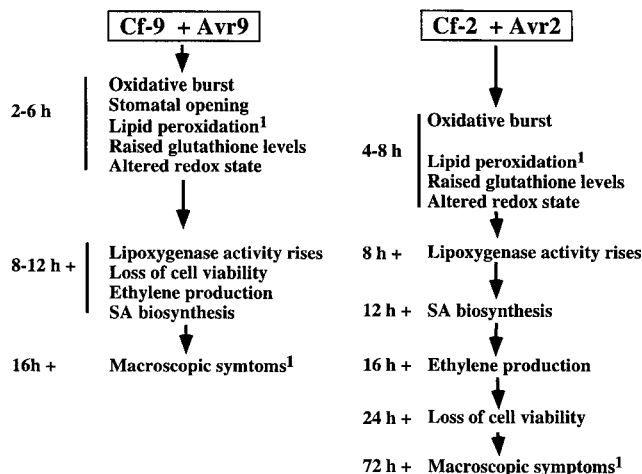 Cf-9 + Avr9
2-6 h
Oxidative burst
Stomatal opening
Lipid peroxidation1
Raised glutathione levels
Altered redox state
8-12 h +
Lipoxygenase activity rises
Loss of cell viability
Ethylene production
SA biosynthesis
16h +
Macroscopic symtoms1
Cf-2 + Avr2
4-8 h
Oxidative burst
Lipid peroxidation1
Raised glutathione levels
Altered redox state
8 h +
Lipoxygenase activity rises
12 h +
SA biosynthesis
16 h +
Ethylene production
24 h +
Loss of cell viability
72 h +
Macroscopic symptoms1